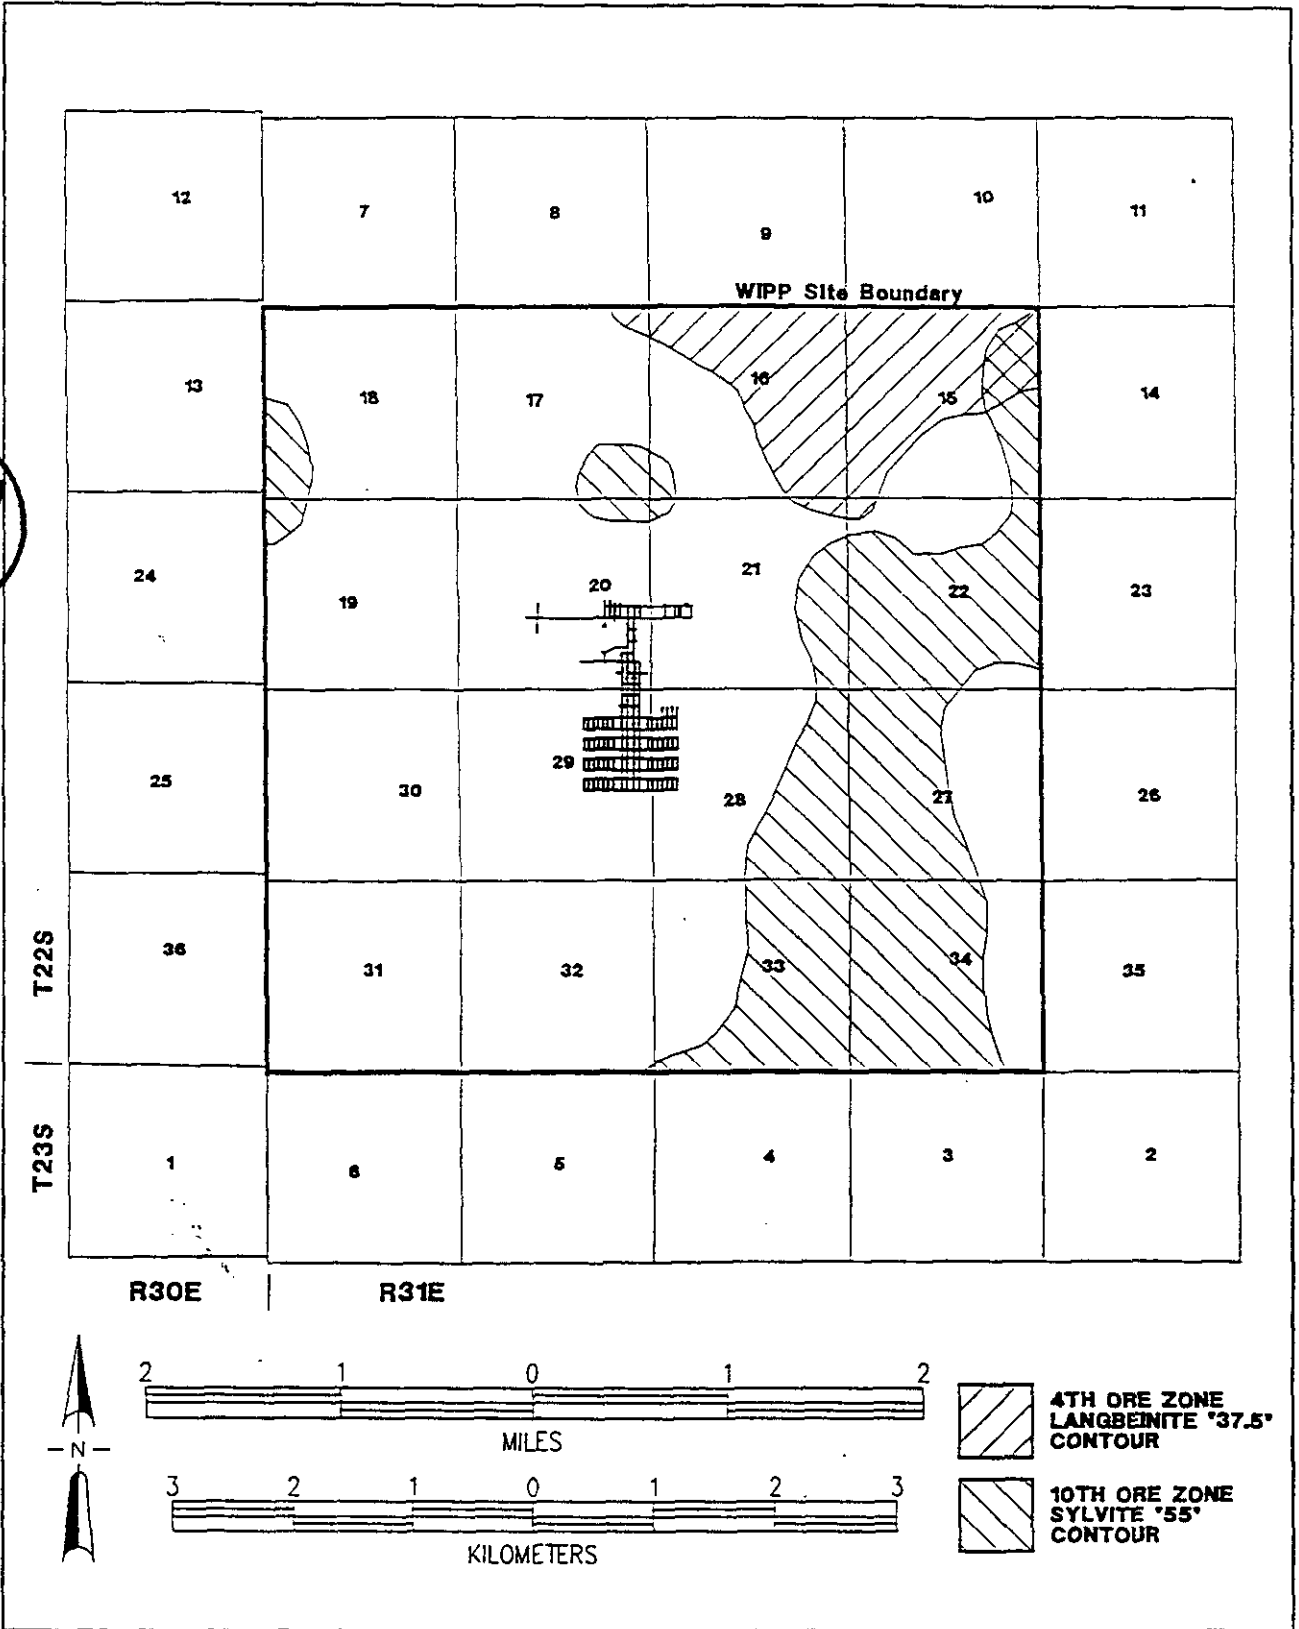 12
7
8
9
10
11
WIPP Site Boundary
13
18
17
16
15
14
24
19
20
21
22
23
25
30
29
28
27
26
T22S
36
31
32
33
34
35
T23S
1
6
5
4
3
2
R30E
R31E
2 1 0 1 2
MILES
N
3 2 1 0 1 2 3
KILOMETERS
4TH ORE ZONE
LANGBEINITE "37.5"
CONTOUR
10TH ORE ZONE
SYLVITE "55"
CONTOUR